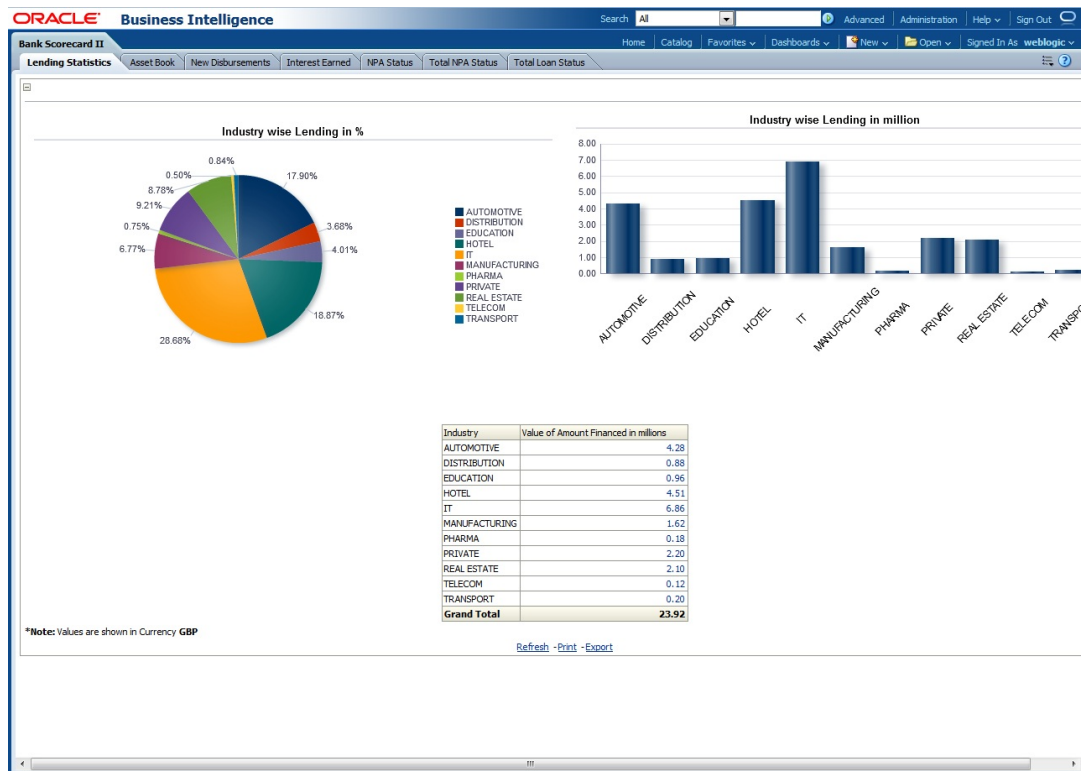 ORACLE Business Intelligence
Search All Advanced Administration Help Sign Out
Bank Scorecard II
Home Catalog Favorites Dashboards New Open Signed In As weblogic
Lending Statistics Asset Book New Disbursements Interest Earned NPA Status Total NPA Status Total Loan Status
Industry wise Lending in %
0.84%
0.50%
17.90%
8.78%
9.21%
3.68%
0.75%
4.01%
6.77%
18.87%
28.68%
AUTOMOTIVE
DISTRIBUTION
EDUCATION
HOTEL
IT
MANUFACTURING
PHARMA
PRIVATE
REAL ESTATE
TELECOM
TRANSPORT
Industry wise Lending in million
8.00
7.00
6.00
5.00
4.00
3.00
2.00
1.00
0.00
AUTOMOTIVE
DISTRIBUTION
EDUCATION
HOTEL
IT
MANUFACTURING
PHARMA
PRIVATE
REAL ESTATE
TELECOM
TRANSPO
Industry Value of Amount Financed in millions
AUTOMOTIVE 4.28
DISTRIBUTION 0.88
EDUCATION 0.96
HOTEL 4.51
IT 6.86
MANUFACTURING 1.62
PHARMA 0.18
PRIVATE 2.20
REAL ESTATE 2.10
TELECOM 0.12
TRANSPORT 0.20
Grand Total 23.92
*Note: Values are shown in Currency GBP
Refresh - Print - Export